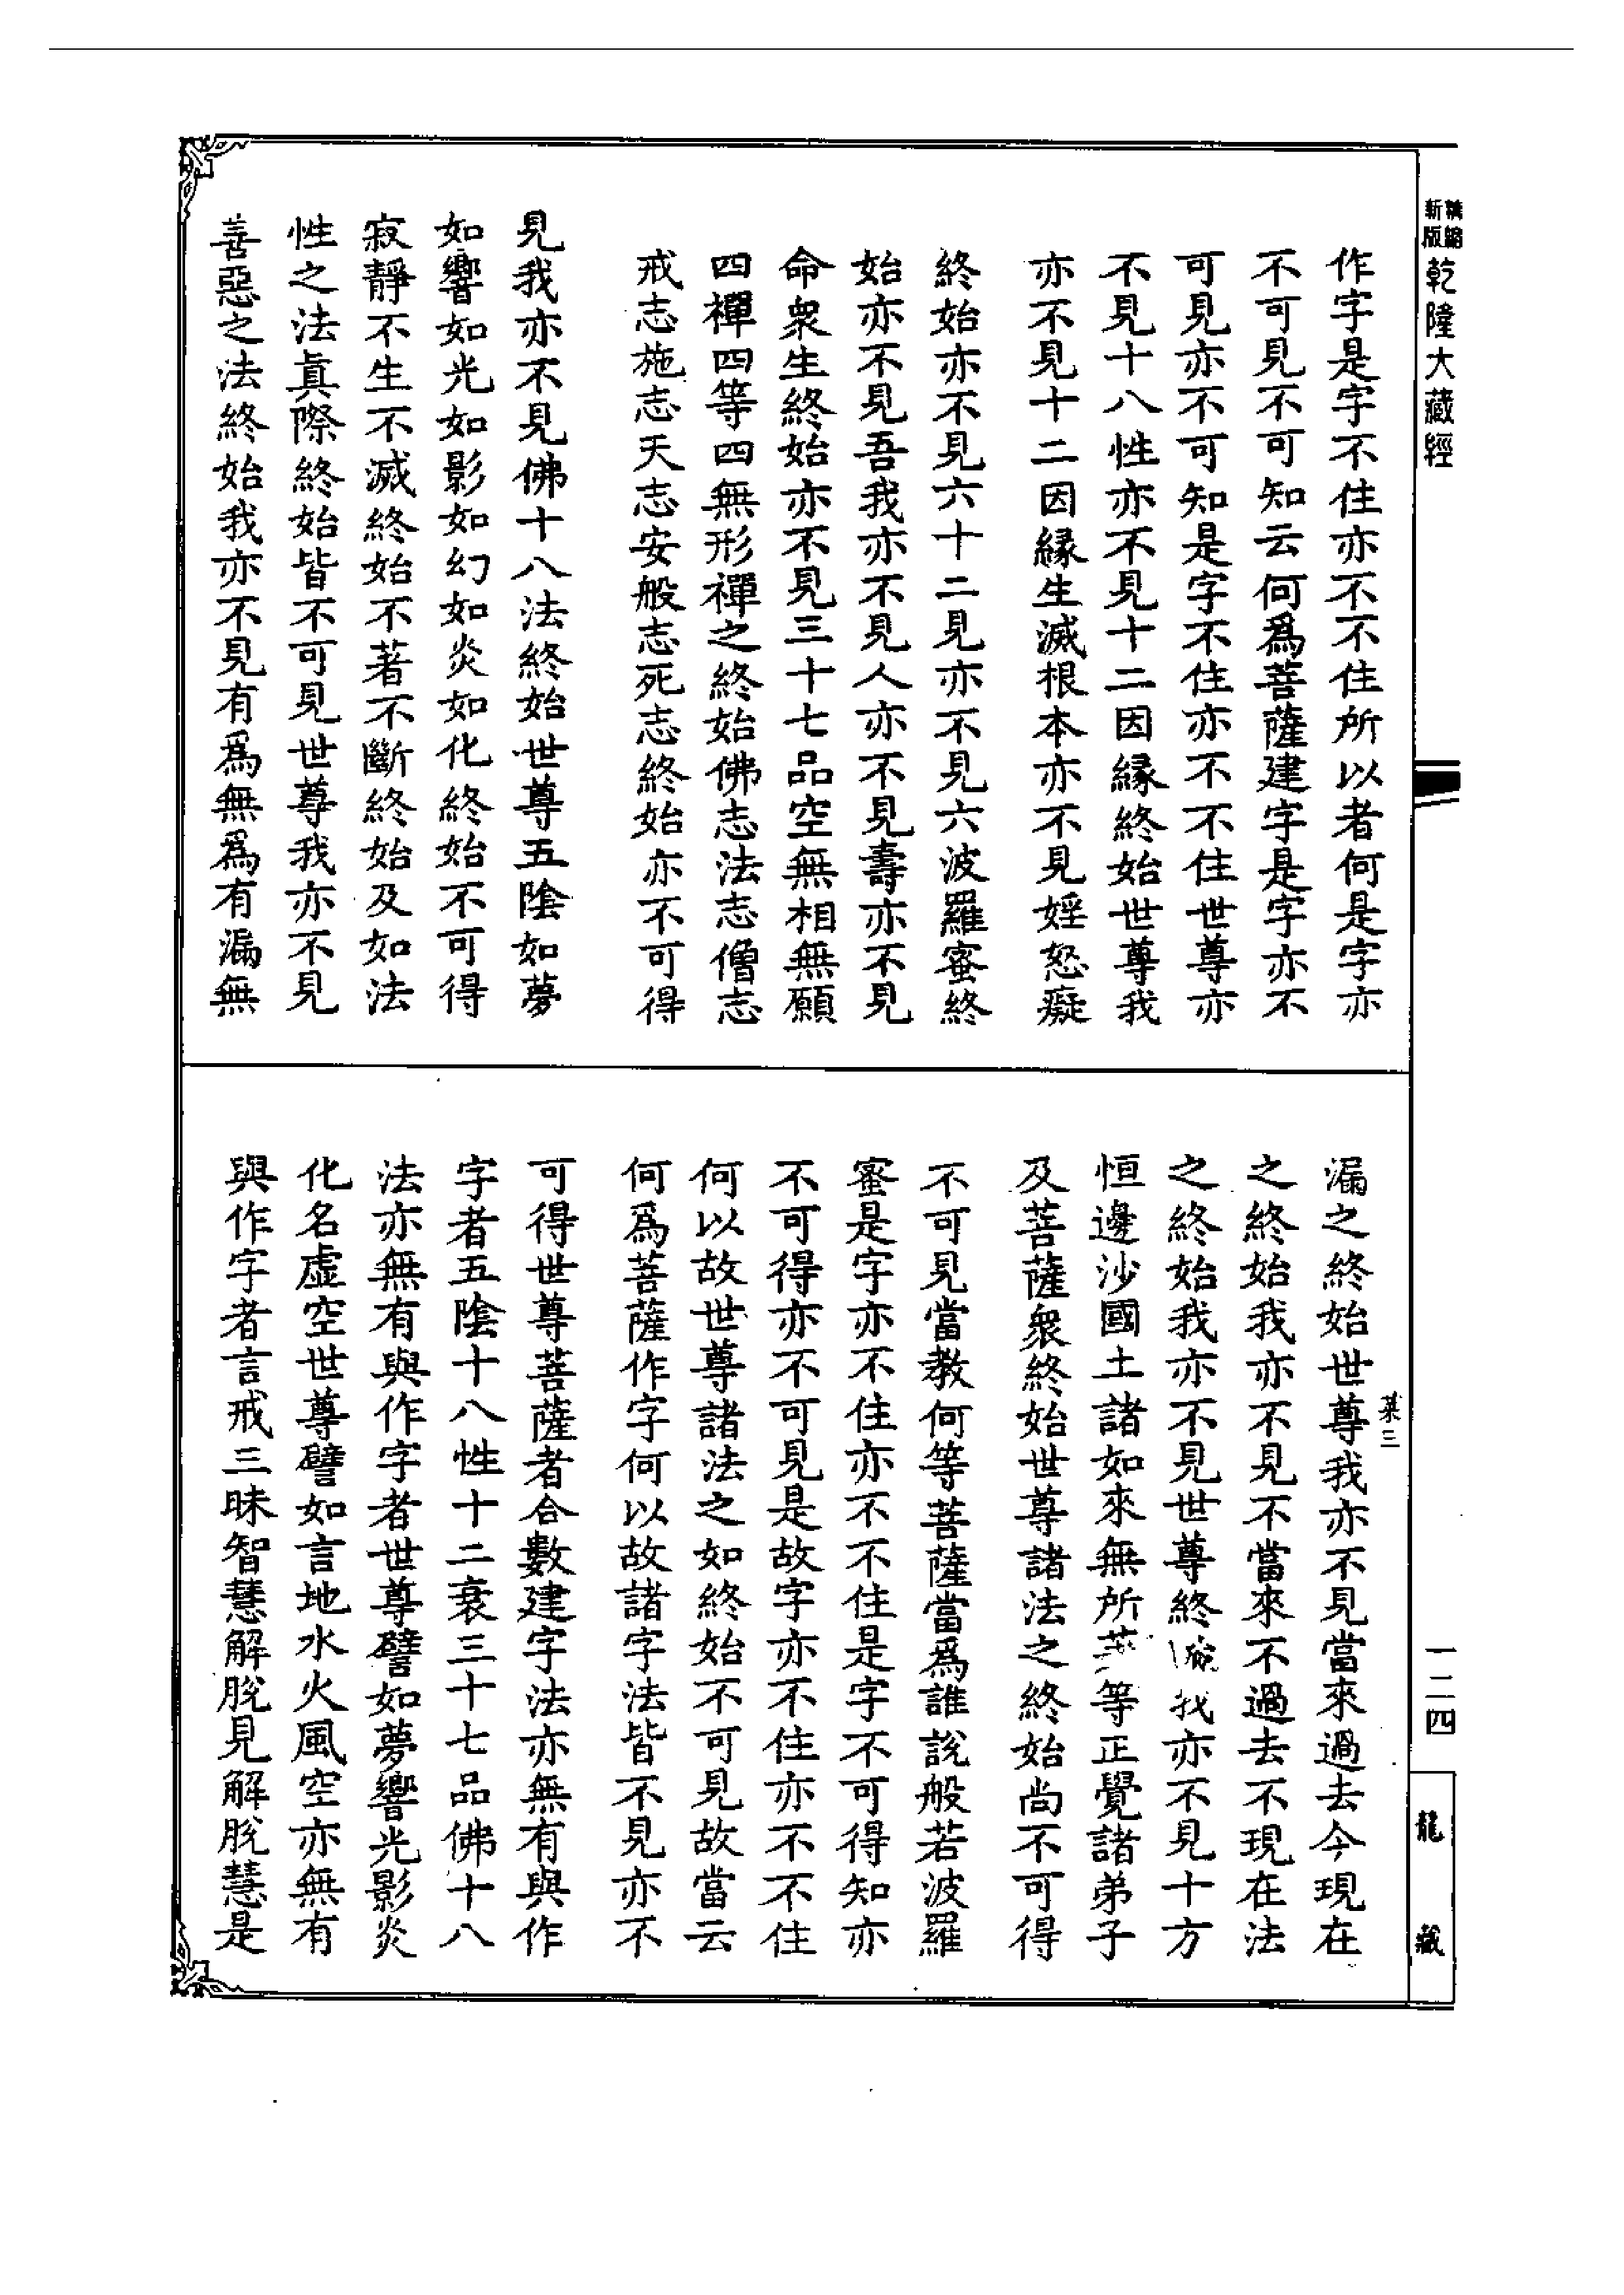 精縮新版乾隆大藏經
作字是字不住亦不不住所以者何是字亦
不可見不可知云何爲菩薩建字是字亦不
可見亦不可知是字不住亦不不住世尊亦
不見十八性亦不見十二因緣終始世尊我
亦不見十二因緣生滅根本亦不見婬怒癡
終始亦不見六十二見亦不見六波羅蜜終
始亦不見吾我亦不見人亦不見壽亦不見
命衆生終始亦不見三十七品空無相無願
四禪四等四無形禪之終始佛志法志僧志
戒志施志天志安般志死志終始亦不可得
見我亦不見佛十八法終始世尊五陰如夢
如響如光如影如幻如炎如化終始不可得
寂靜不生不滅終始不著不斷終始及如法
性之法眞際終始皆不可見世尊我亦不見
善惡之法終始我亦不見有爲無爲有漏無
漏之終始世尊我亦不見當來過去今現在
之終始我亦不見不當來不過去不現在法
之終始我亦不見世尊終我亦不見十方
恒邊沙國土諸如來無所等正覺諸弟子
及菩薩衆終始世尊諸法之終始尚不可得
不可見當教何等菩薩當爲誰說般若波羅
蜜是字亦不住亦不不住是字不可得知亦
不可得亦不可見是故字亦不住亦不不住
何以故世尊諸法之如終始不可見故當云
何爲菩薩作字何以故諸字法皆不見亦不
可得世尊菩薩者合數建字法亦無有與作
字者五陰十八性十二衰三十七品佛十八
法亦無有與作字者世尊譬如夢響光影炎
化名虛空世尊譬如言地水火風空亦無有
與作字者言戒三昧智慧解脫見解脫慧是
三
一二四
龍藏